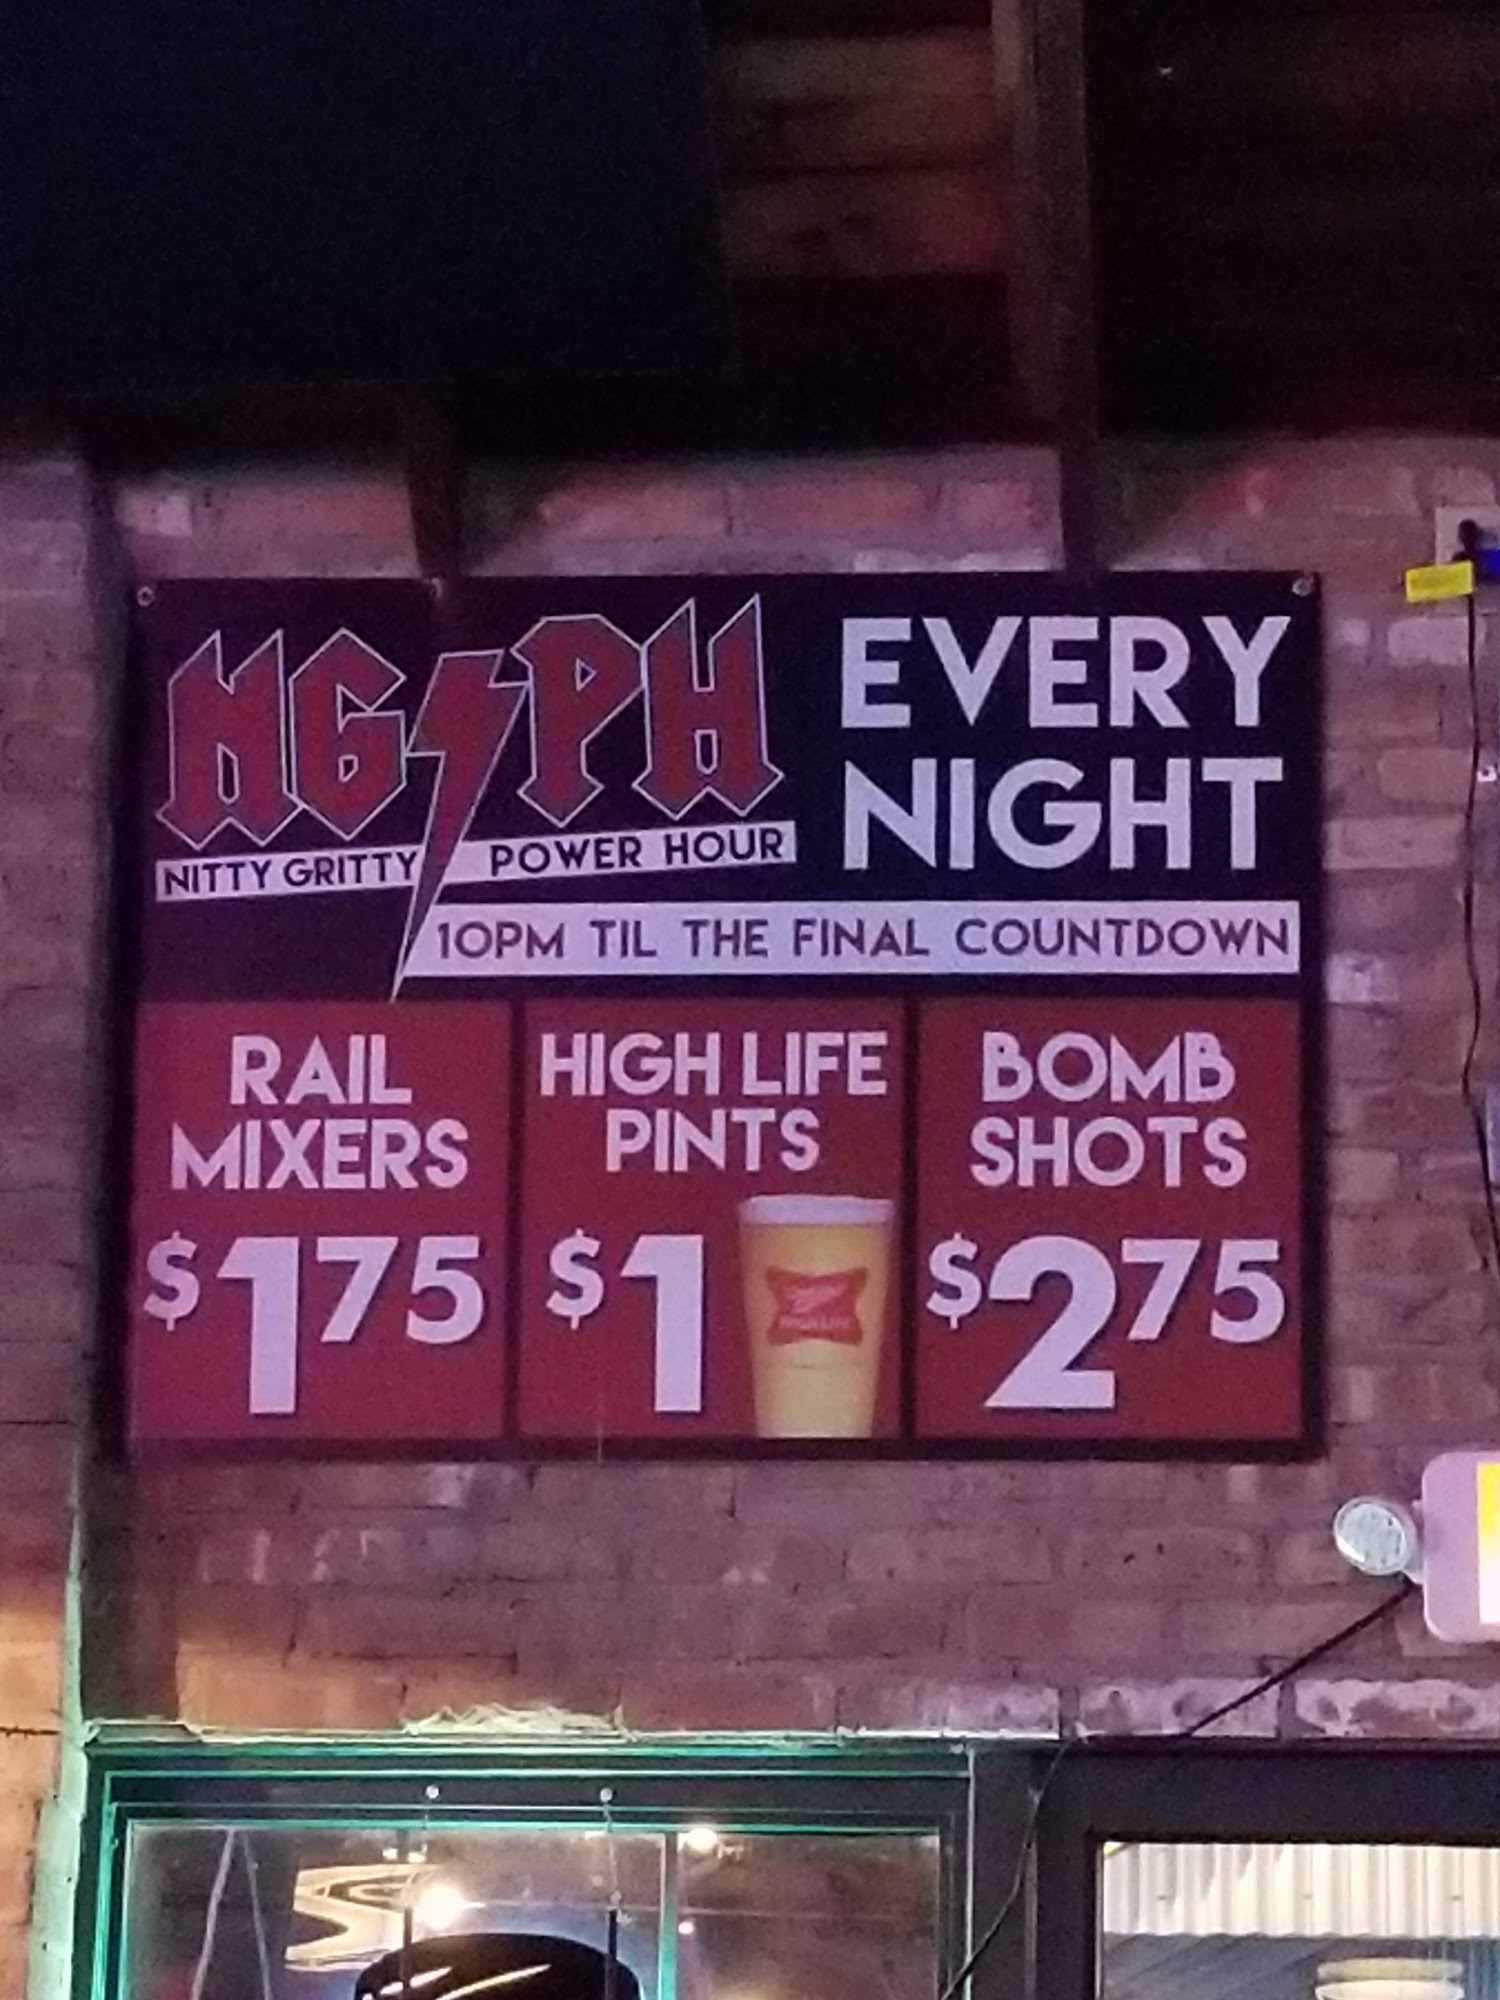 NG PH
NITTY GRITTY POWER HOUR
EVERY
NIGHT
10PM TIL THE FINAL COUNTDOWN
RAIL
MIXERS
$175
HIGH LIFE
PINTS
$1
BOMB
SHOTS
$275